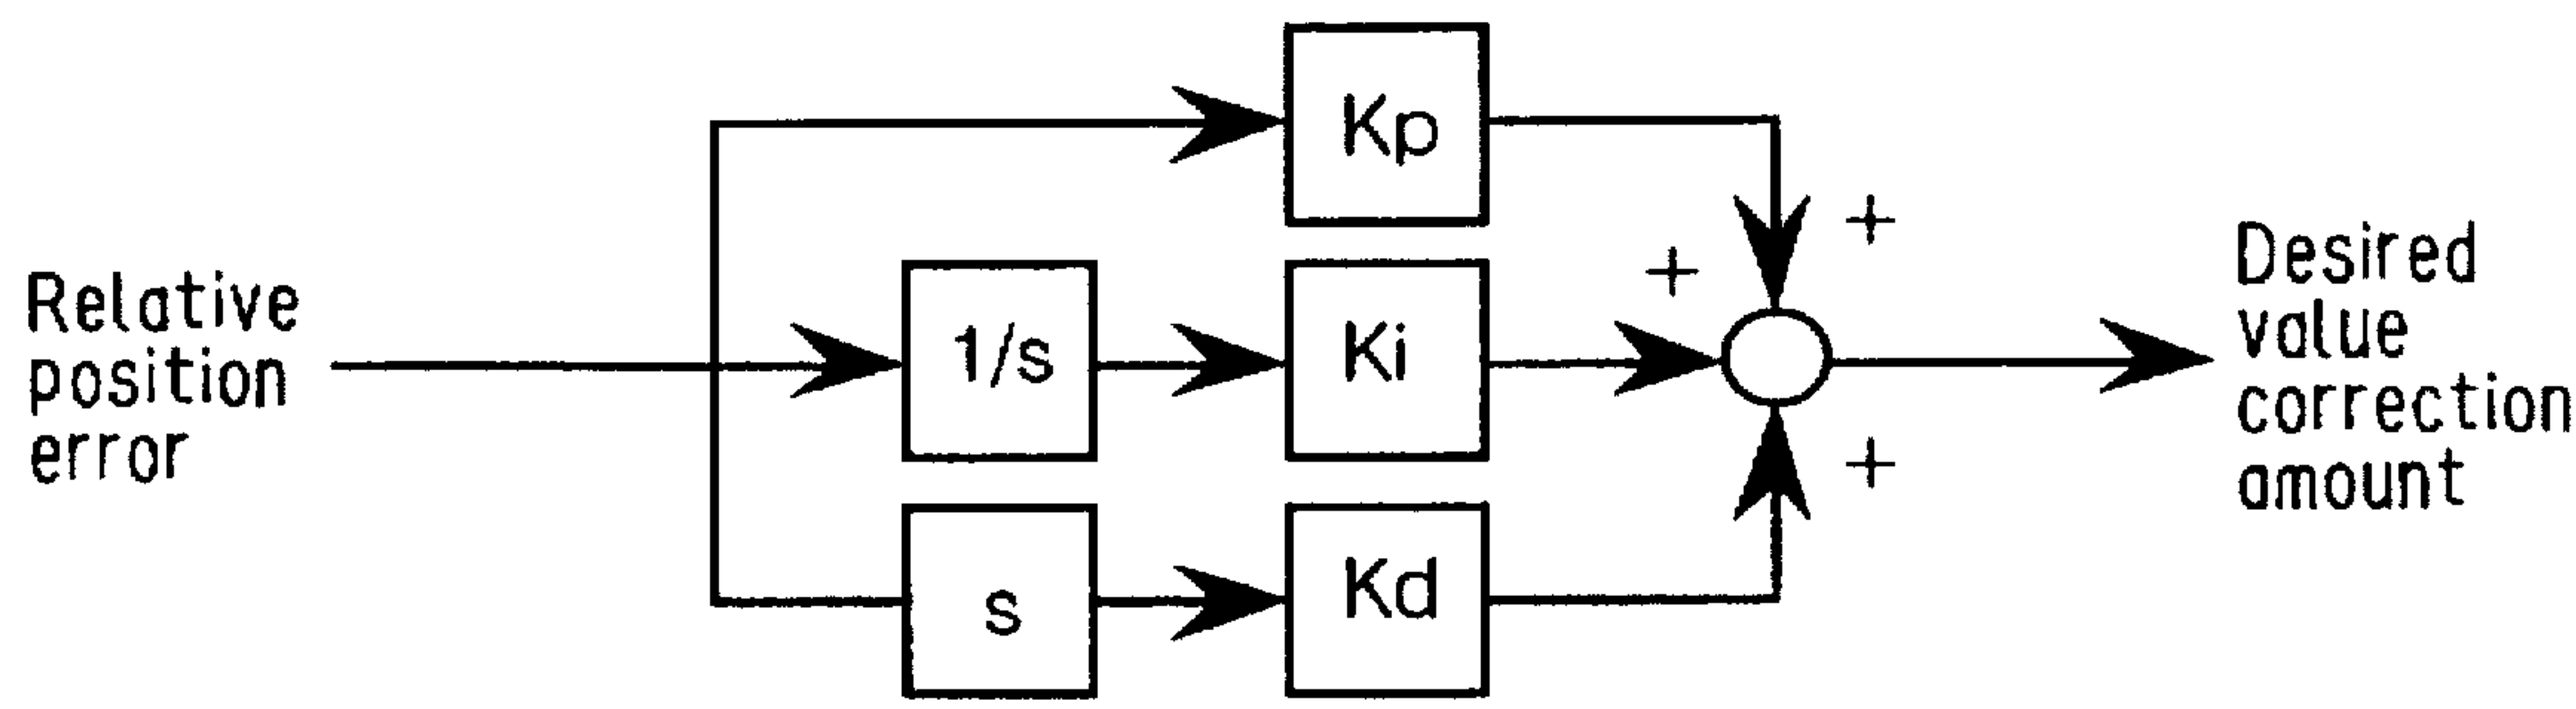 Relative
position
error
Kp
1/s
Ki
s
Kd
+
+
+
Desired
value
correction
amount